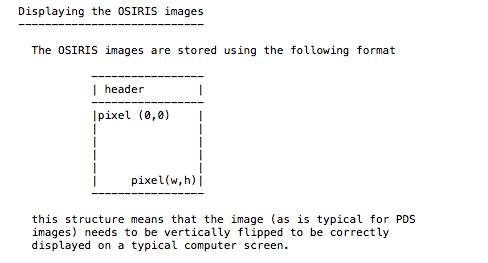 Displaying the OSIRIS images
----------------------------
The OSIRIS images are stored using the following format
-----------------
| header        |
-----------------
|pixel (0,0)    |
|               |
|               |
|               |
|               |
|     pixel(w,h)|
-----------------
this structure means that the image (as is typical for PDS
images) needs to be vertically flipped to be correctly
displayed on a typical computer screen.